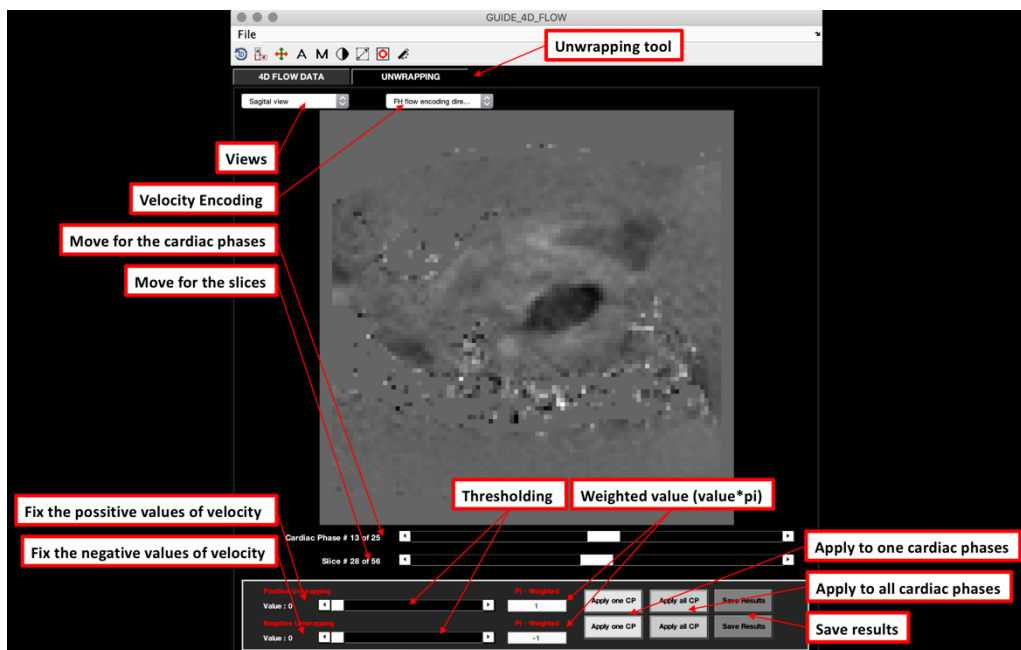 GUIDE_4D_FLOW
File
A M
Unwrapping tool
4D FLOW DATA
UNWRAPPING
Sagital view
FH flow encoding dire...
Views
Velocity Encoding
Move for the cardiac phases
Move for the slices
Thresholding
Weighted value (value*pi)
Fix the possitive values of velocity
Fix the negative values of velocity
Cardiac Phase # 13 of 25
Slice # 28 of 56
Apply to one cardiac phases
Apply to all cardiac phases
Save results
Positive Unwrapping
PI - Weighted
Value : 0
1
Apply one CP
Apply all CP
Save Results
Negative Unwrapping
PI - Weighted
Value : 0
-1
Apply one CP
Apply all CP
Save Results